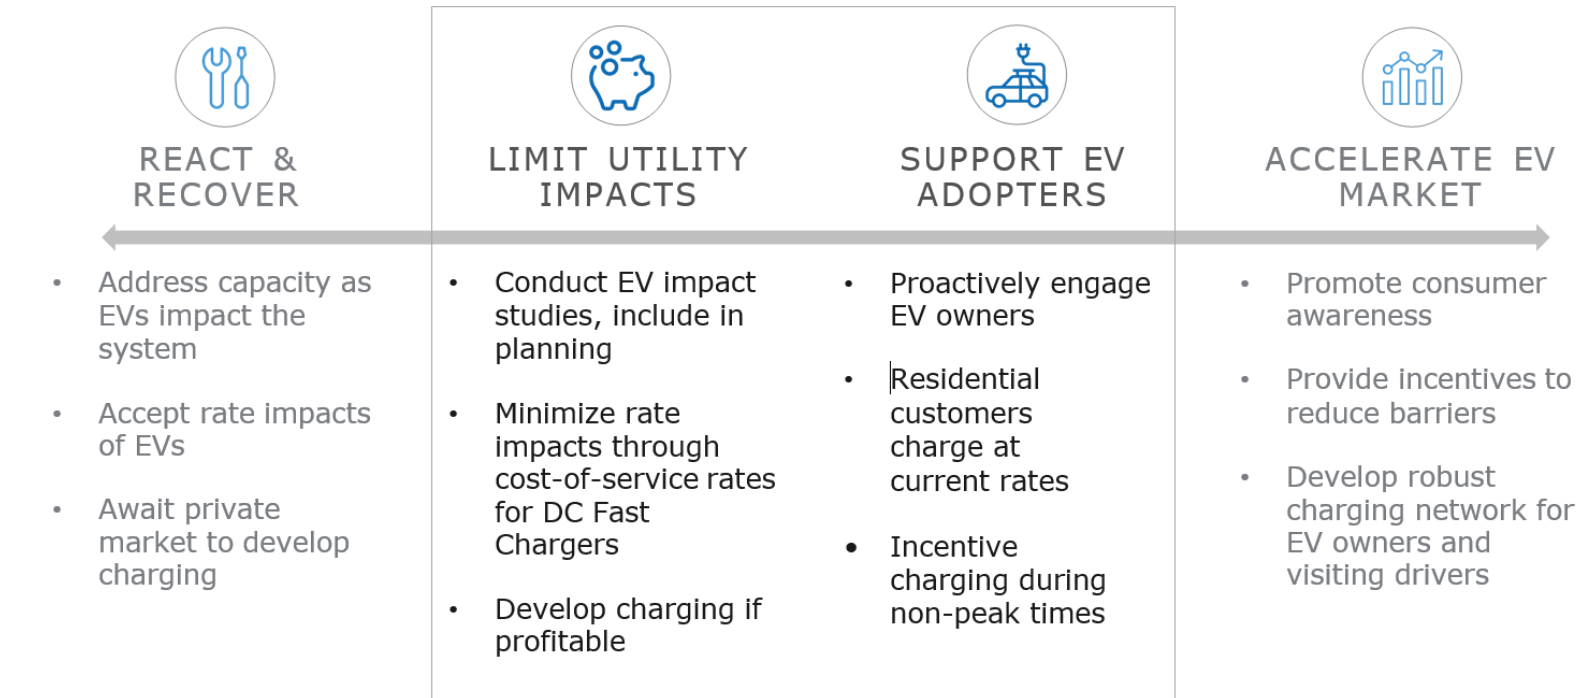 REACT &
RECOVER
• Address capacity as
EVs impact the
system
• Accept rate impacts
of EVs
• Await private
market to develop
charging
LIMIT UTILITY
IMPACTS
• Conduct EV impact
studies, include in
planning
• Minimize rate
impacts through
cost-of-service rates
for DC Fast
Chargers
• Develop charging if
profitable
SUPPORT EV
ADOPTERS
• Proactively engage
EV owners
• Residential
customers
charge at
current rates
• Incentive
charging during
non-peak times
ACCELERATE EV
MARKET
• Promote consumer
awareness
• Provide incentives to
reduce barriers
• Develop robust
charging network for
EV owners and
visiting drivers